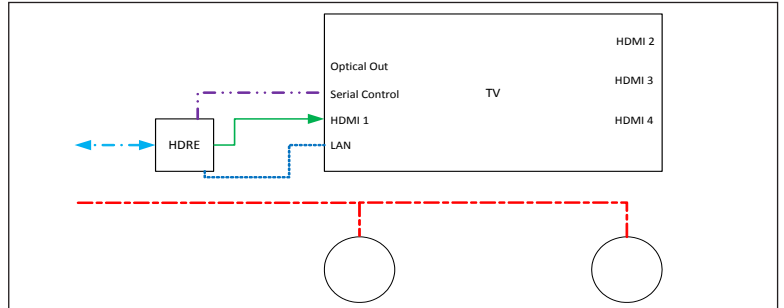 HDMI 2
Optical Out
HDMI 3
Serial Control
TV
HDMI 1
HDMI 4
HDRE
LAN